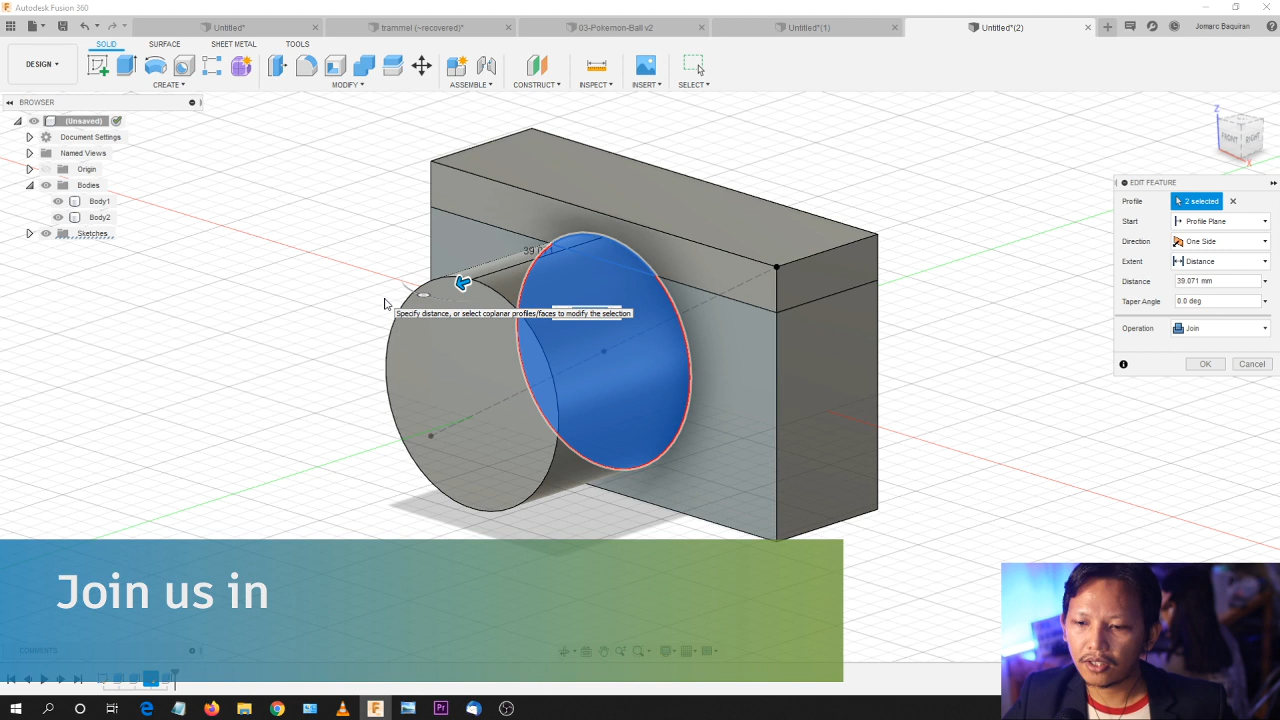 Autodesk Fusion 360
Untitled*
trammel (~recovered)*
03-Pokemon-Ball v2
Untitled*(1)
Untitled*(2)
Jomarc Baquiran
SOLID
SURFACE
SHEET METAL
TOOLS
DESIGN
CREATE
MODIFY
ASSEMBLE
CONSTRUCT
INSPECT
INSERT
SELECT
BROWSER
(Unsaved)
Document Settings
Named Views
Origin
Bodies
Body1
Body2
Sketches
Z
FRONT
RIGHT
X
EDIT FEATURE
Profile
2 selected
Start
Profile Plane
Direction
One Side
Extent
Distance
Distance
39.071 mm
Taper Angle
0.0 deg
Operation
Join
OK
Cancel
Specify distance, or select coplanar profiles/faces to modify the selection
Join us in
COMMENTS